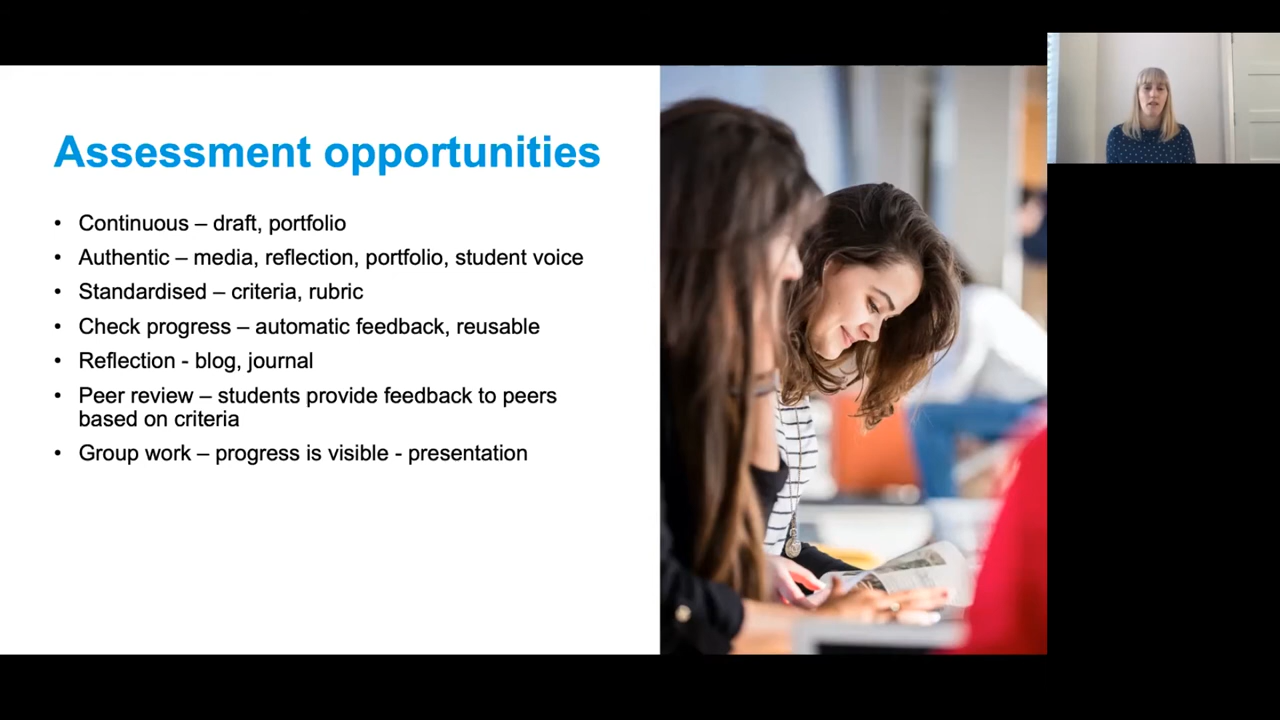 Assessment opportunities
• Continuous – draft, portfolio
• Authentic – media, reflection, portfolio, student voice
• Standardised – criteria, rubric
• Check progress – automatic feedback, reusable
• Reflection - blog, journal
• Peer review – students provide feedback to peers
based on criteria
• Group work – progress is visible - presentation